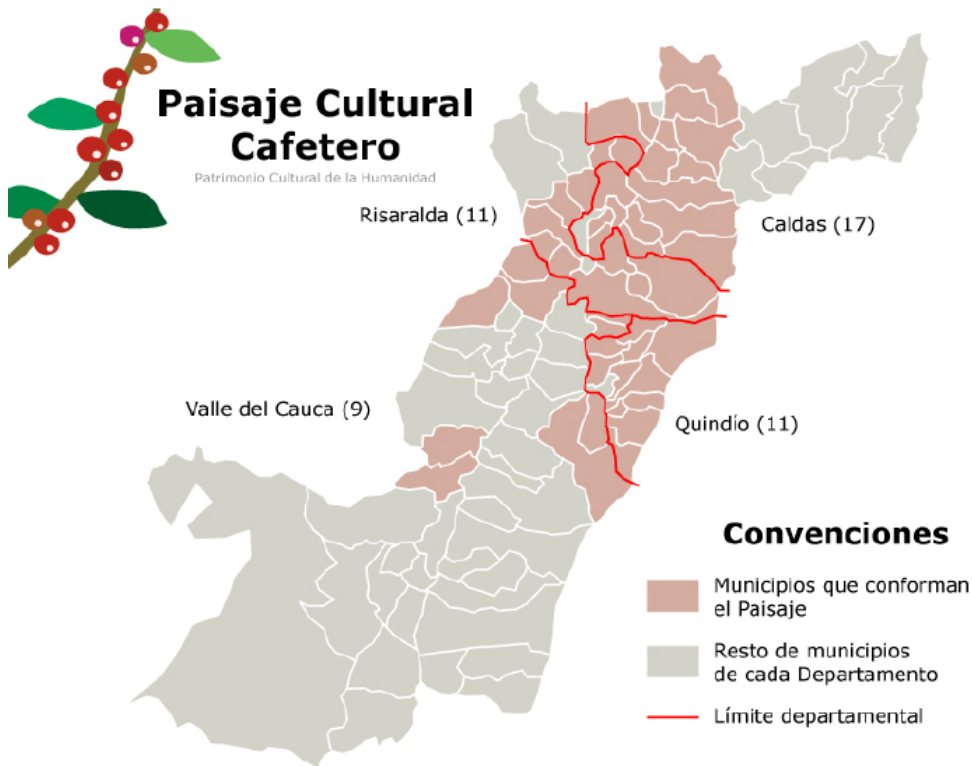 Paisaje Cultural
Cafetero
Patrimonio Cultural de la Humanidad
Risaralda (11)
Caldas (17)
Valle del Cauca (9)
Quindío (11)
Convenciones
Municipios que conforman
el Paisaje
Resto de municipios
de cada Departamento
Límite departamental